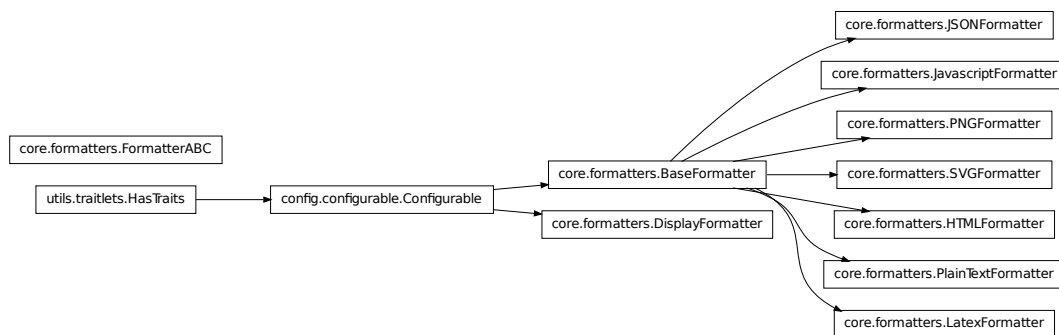 core.formatters.JSONFormatter
core.formatters.JavascriptFormatter
core.formatters.PNGFormatter
core.formatters.FormatterABC
core.formatters.BaseFormatter
core.formatters.SVGFormatter
utils.traitlets.HasTraits
config.configurable.Configurable
core.formatters.DisplayFormatter
core.formatters.HTMLFormatter
core.formatters.PlainTextFormatter
core.formatters.LatexFormatter